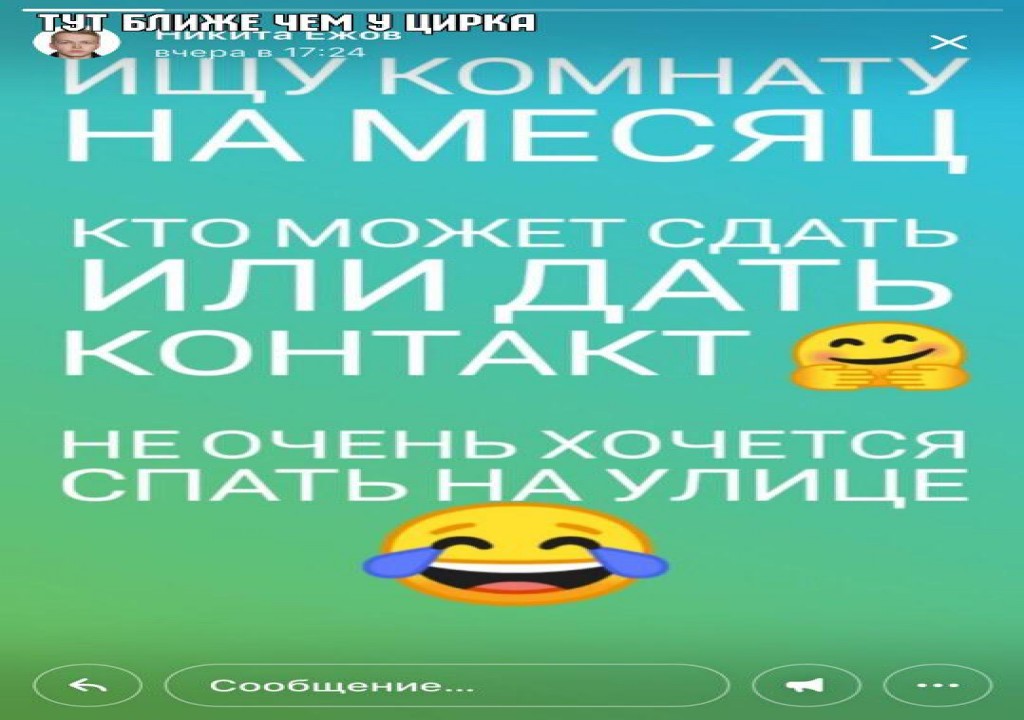 ТУТ БЛИЖЕ ЧЕМ У ЦИРКА
Никита Ежов
вчера в 17:24
ИЩУ КОМНАТУ
НА МЕСЯЦ
КТО МОЖЕТ СДАТЬ
ИЛИ ДАТЬ
КОНТАКТ 🤗
НЕ ОЧЕНЬ ХОЧЕТСЯ
СПАТЬ НА УЛИЦЕ
😂
Сообщение...